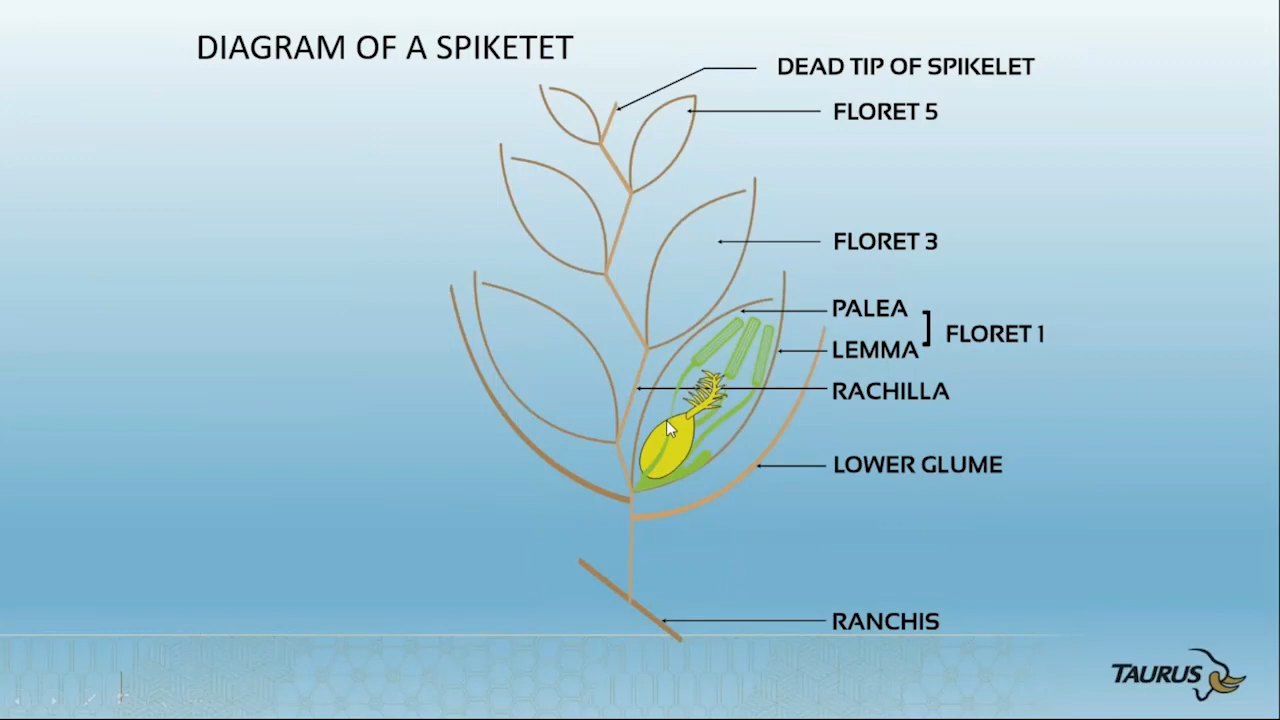 DIAGRAM OF A SPIKETET
DEAD TIP OF SPIKELET
FLORET 5
FLORET 3
PALEA
FLORET 1
LEMMA
RACHILLA
LOWER GLUME
RANCHIS
TAURUS